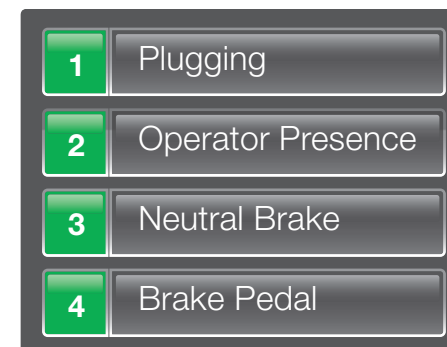 1 Plugging
2 Operator Presence
3 Neutral Brake
4 Brake Pedal